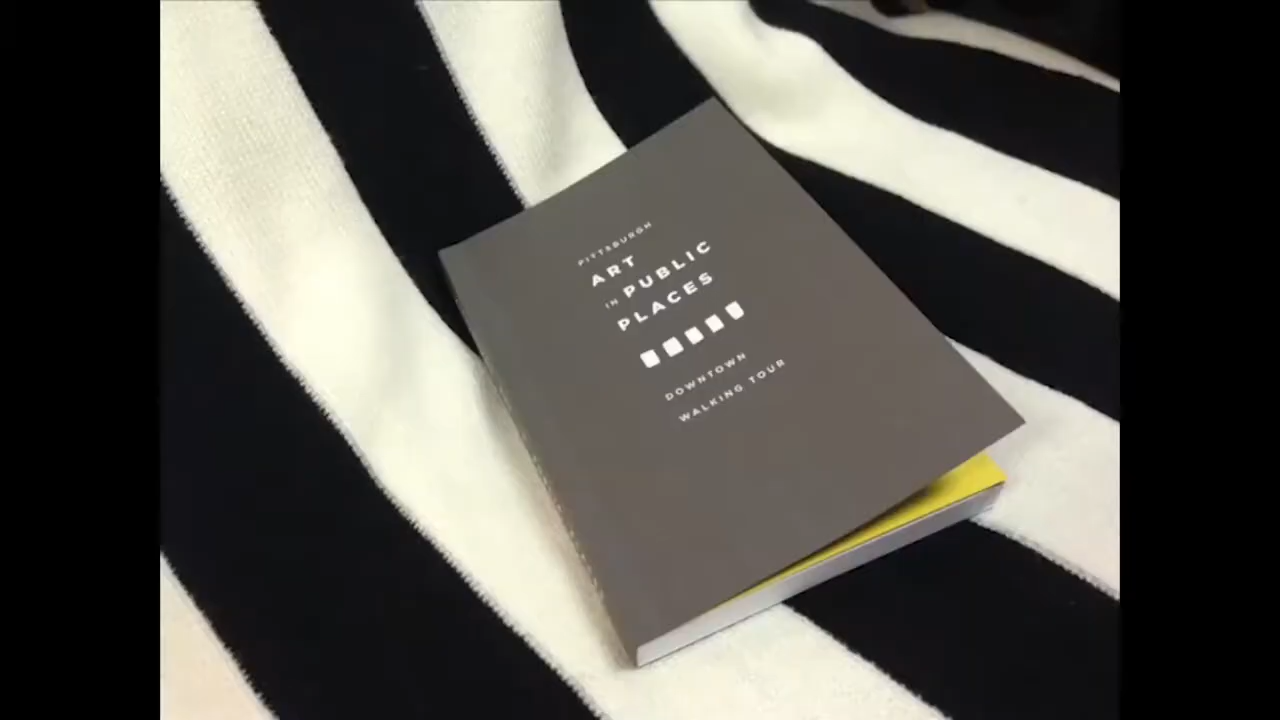 PITTSBURGH
ART
IN PUBLIC
PLACES
DOWNTOWN
WALKING TOUR